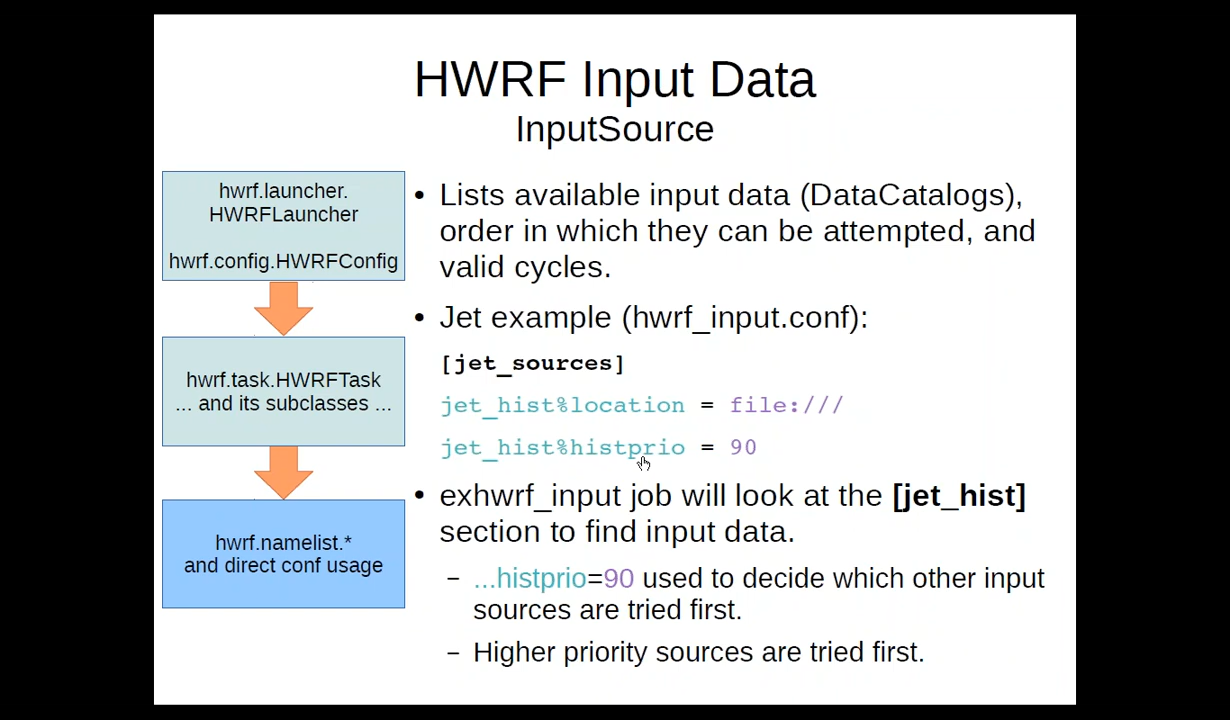 HWRF Input Data
InputSource
hwrf.launcher.
HWRFLauncher
hwrf.config.HWRFConfig
hwrf.task.HWRFTask
... and its subclasses ...
hwrf.namelist.*
and direct conf usage
• Lists available input data (DataCatalogs),
order in which they can be attempted, and
valid cycles.
• Jet example (hwrf_input.conf):
[jet_sources]
jet_hist%location = file:///
jet_hist%histprio = 90
• exhwrf_input job will look at the [jet_hist]
section to find input data.
– ...histprio=90 used to decide which other input
sources are tried first.
– Higher priority sources are tried first.